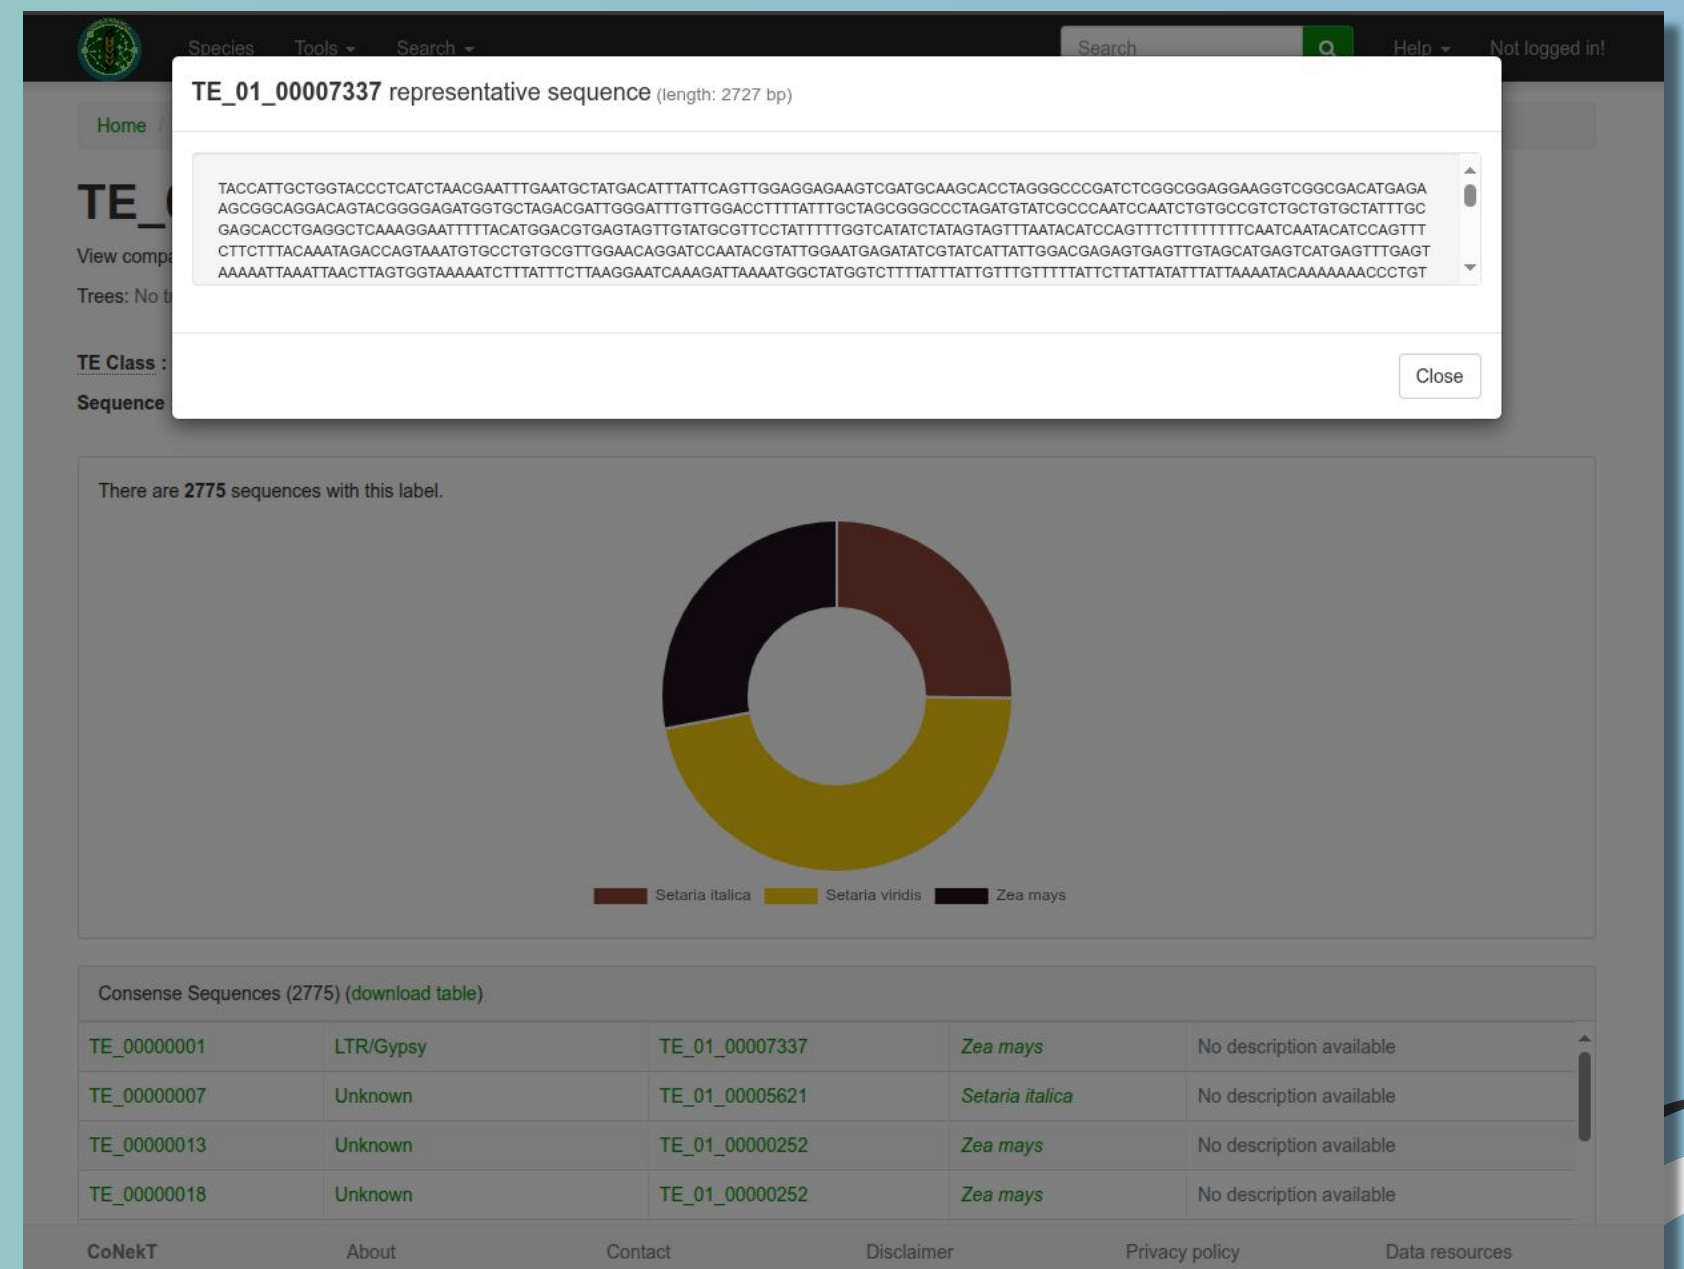 Species Tools Search Search Help Not logged in!
TE_01_00007337 representative sequence (length: 2727 bp)
Home /
TACCATTGCTGGTACCCTCATCTAACGAATTTGAATGCTATGACATTTATTCAGTTGGAGGAGAAGTCGATGCAAGCACCTAGGGCCCGATCTCGGCGGAGGAAGGTCGGCGACATGAGA
AGCGGCAGGACAGTACGGGGAGATGGTGCTAGACGATTGGGATTTGTTGGACCTTTTATTTGCTAGCGGGCCCTAGATGTATCGCCCAATCCAATCTGTGCCGTCTGCTGTGCTATTTGC
GAGCACCTGAGGCTCAAAGGAATTTTTACATGGACGTGAGTAGTTGTATGCGTTCCTATTTTTGGTCATATCTATAGTAGTTTAATACATCCAGTTTCTTTTTTTTCAATCAATACATCCAGTTT
CTTCTTTACAAATAGACCAGTAAATGTGCCTGTGCGTTGGAACAGGATCCAATACGTATTGGAATGAGATATCGTATCATTATTGGACGAGAGTGAGTTGTAGCATGAGTCATGAGTTTGAGT
AAAAATTAAATTAACTTAGTGGTAAAAATCTTTATTTCTTAAGGAATCAAAGATTAAAATGGCTATGGTCTTTTATTTATTGTTTGTTTTTATTCTTATTATATTTATTAAAATACAAAAAAACCCTGT
TE_
View compa
Trees: No t
Close
TE Class :
Sequence
There are 2775 sequences with this label.
Setaria italica Setaria viridis Zea mays
Consense Sequences (2775) (download table)
TE_00000001 LTR/Gypsy TE_01_00007337 Zea mays No description available
TE_00000007 Unknown TE_01_00005621 Setaria italica No description available
TE_00000013 Unknown TE_01_00000252 Zea mays No description available
TE_00000018 Unknown TE_01_00000252 Zea mays No description available
CoNekT About Contact Disclaimer Privacy policy Data resources